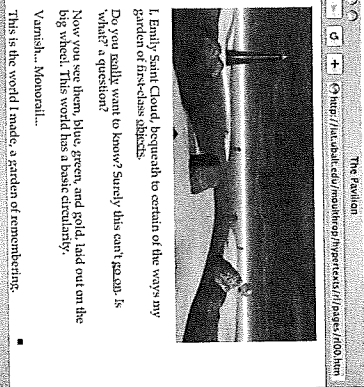 The Pavilion
http://iat.ubalt.edu/moulthrop/hypertexts/rl/pages/rl00.htm
I, Emily Saint Cloud, bequeath to certain of the ways my
garden of first-class objects.
Do you really want to know? Surely this can't go on. Is
"what?" a question?
Now you see them, blue, green, and gold, laid out on the
big wheel. This world has a basic circularity.
Varnish... Monorail...
This is the world I made, a garden of remembering.